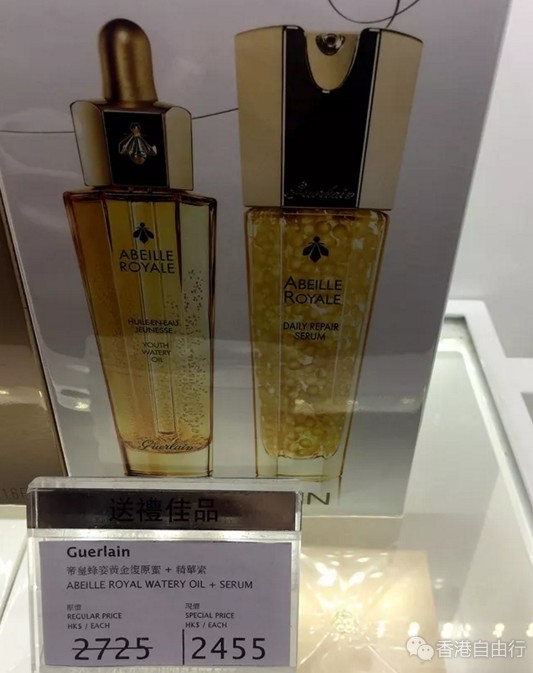 ABEILLE
ROYALE
HUILE-EN-EAU
JEUNESSE
YOUTH
WATERY
OIL
Guerlain
Guerlain
ABEILLE
ROYALE
DAILY REPAIR
SERUM
送禮佳品
Guerlain
帝皇蜂姿黃金復原蜜 + 精華素
ABEILLE ROYAL WATERY OIL + SERUM
原價
REGULAR PRICE
HK$ / EACH
2725
現價
SPECIAL PRICE
HK$ / EACH
2455
香港自由行